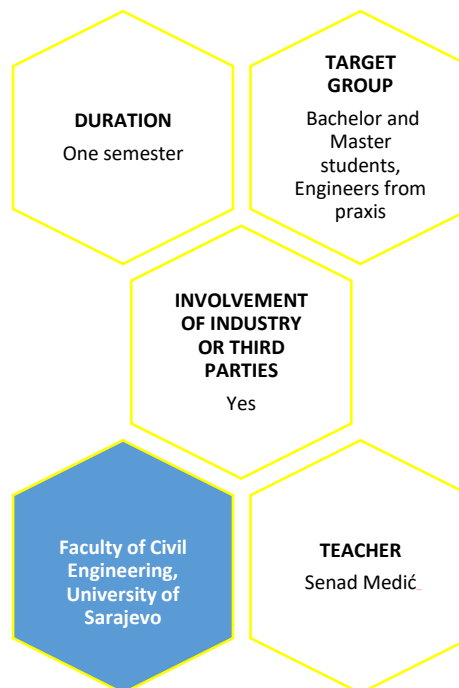 DURATION
One semester
TARGET
GROUP
Bachelor and
Master
students,
Engineers from
praxis
INVOLVEMENT
OF INDUSTRY
OR THIRD
PARTIES
Yes
Faculty of Civil
Engineering,
University of
Sarajevo
TEACHER
Senad Medić